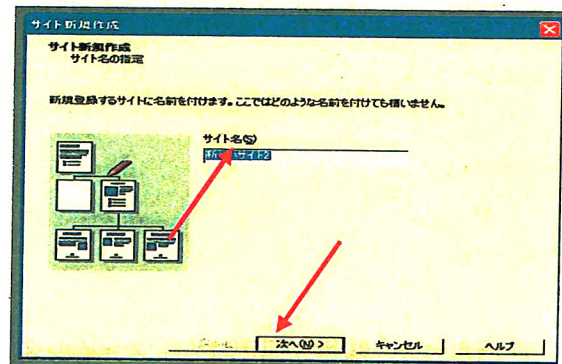 サイト新規作成
サイト新規作成
サイト名の指定
新規登録するサイトに名前を付けます。ここではどのような名前を付けても構いません。
サイト名(S)
新しいサイト2
次へ(N) >
キャンセル
ヘルプ